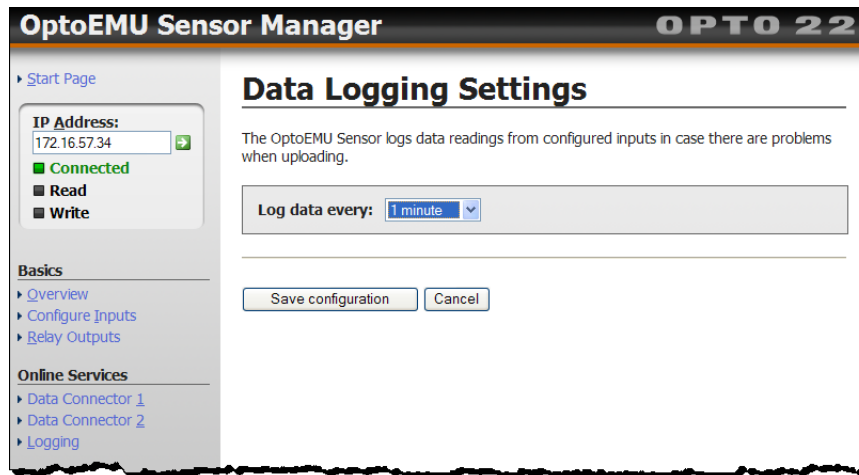 OptoEMU Sensor Manager
OPTO 22
Start Page
IP Address:
172.16.57.34
Connected
Read
Write
Basics
Overview
Configure Inputs
Relay Outputs
Online Services
Data Connector 1
Data Connector 2
Logging
Data Logging Settings
The OptoEMU Sensor logs data readings from configured inputs in case there are problems
when uploading.
Log data every: 1 minute
Save configuration Cancel